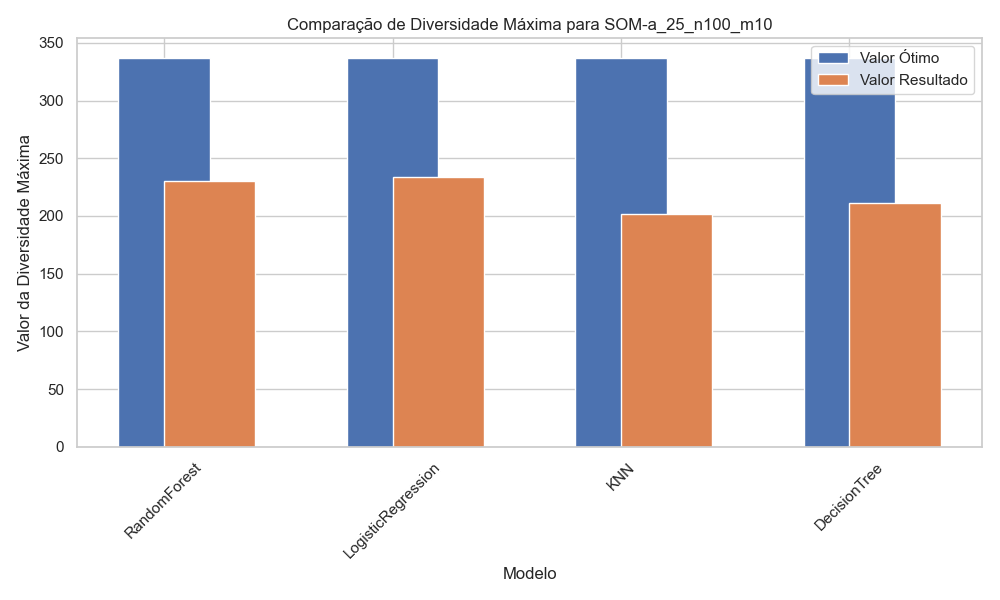 Comparação de Diversidade Máxima para SOM-a_25_n100_m10
Valor Ótimo
Valor Resultado
Valor da Diversidade Máxima
350
300
250
200
150
100
50
0
RandomForest
LogisticRegression
KNN
DecisionTree
Modelo